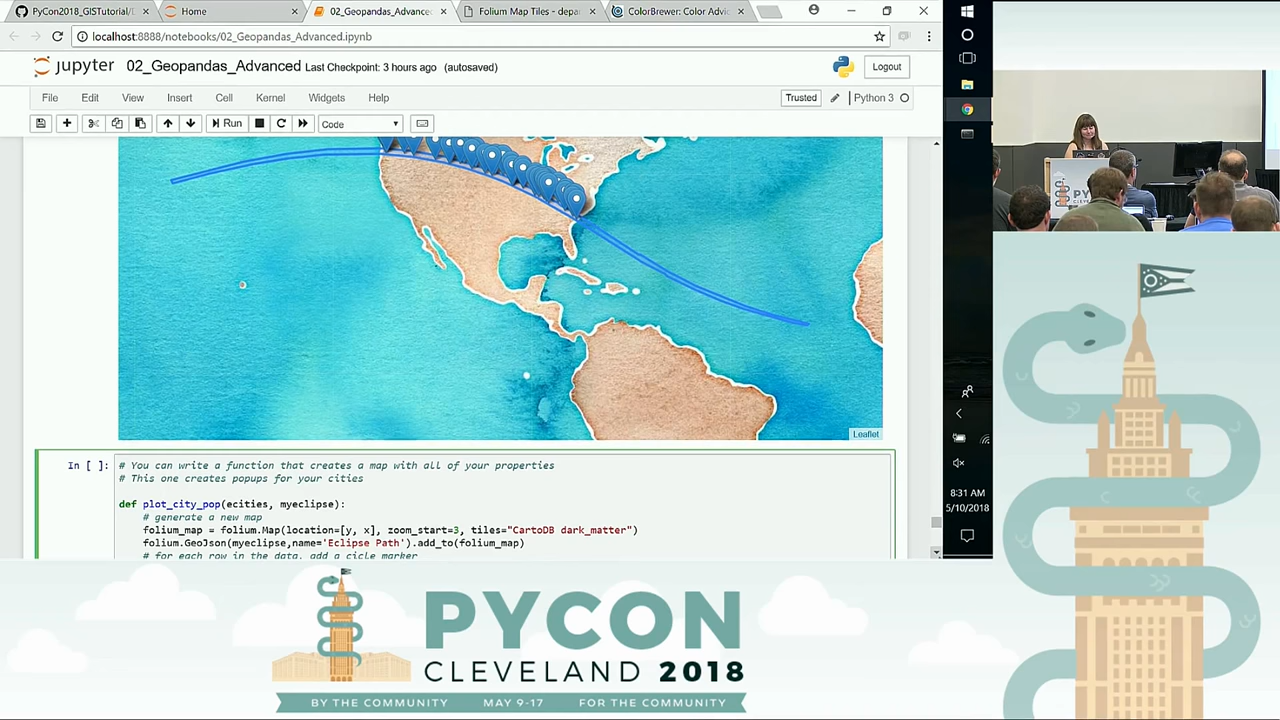 PyCon2018_GISTutorial/D
Home
02_Geopandas_Advanced
Folium Map Tiles - depa
ColorBrewer: Color Advic
localhost:8888/notebooks/02_Geopandas_Advanced.ipynb
jupyter 02_Geopandas_Advanced Last Checkpoint: 3 hours ago (autosaved)
Logout
File Edit View Insert Cell Kernel Widgets Help
Trusted
Python 3
Run
Code
Leaflet
In [ ]:
# You can write a function that creates a map with all of your properties
# This one creates popups for your cities
def plot_city_pop(ecities, myeclipse):
# generate a new map
folium_map = folium.Map(location=[y, x], zoom_start=3, tiles="CartoDB dark_matter")
folium.GeoJson(myeclipse,name='Eclipse Path').add_to(folium_map)
# for each row in the data, add a cicle marker
8:31 AM
5/10/2018
PY
PYCON
CLEVELAND 2018
BY THE COMMUNITY MAY 9-17 FOR THE COMMUNITY